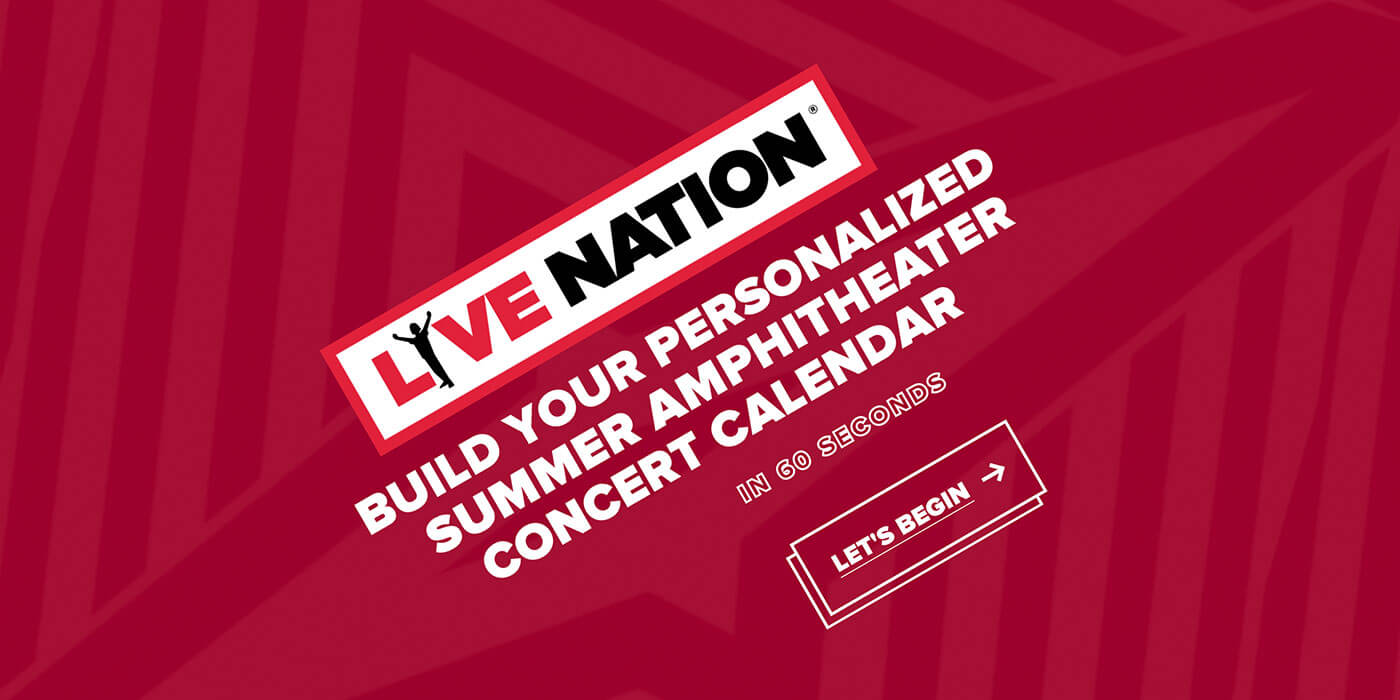 LIVE NATION®
BUILD YOUR PERSONALIZED
SUMMER AMPHITHEATER
CONCERT CALENDAR
IN 60 SECONDS
LET'S BEGIN →